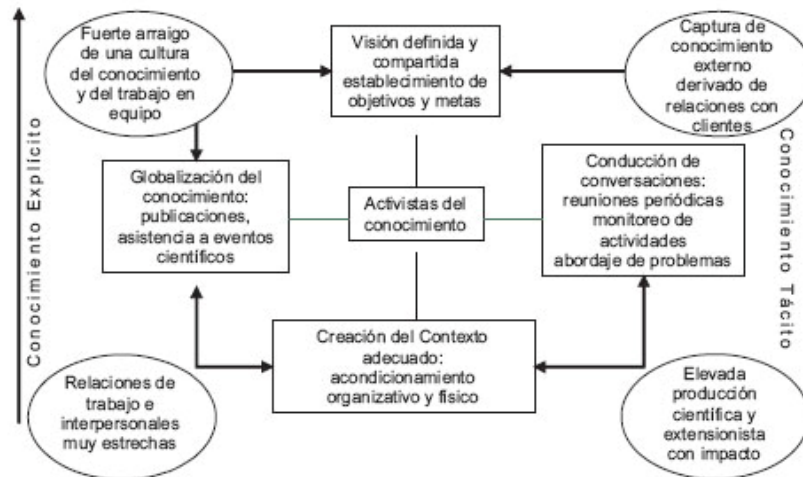 Fuerte arraigo
de una cultura
del conocimiento
y del trabajo en
equipo
Visión definida y
compartida
establecimiento de
objetivos y metas
Captura de
conocimiento
externo
derivado de
relaciones con
clientes
Conocimiento Explícito
Globalización del
conocimiento:
publicaciones,
asistencia a eventos
científicos
Activistas del
conocimiento
Conducción de
conversaciones:
reuniones periódicas
monitoreo de
actividades
abordaje de problemas
Conocimiento Tácito
Creación del Contexto
adecuado:
acondicionamiento
organizativo y físico
Relaciones de
trabajo e
interpersonales
muy estrechas
Elevada
producción
científica y
extensionista
con impacto